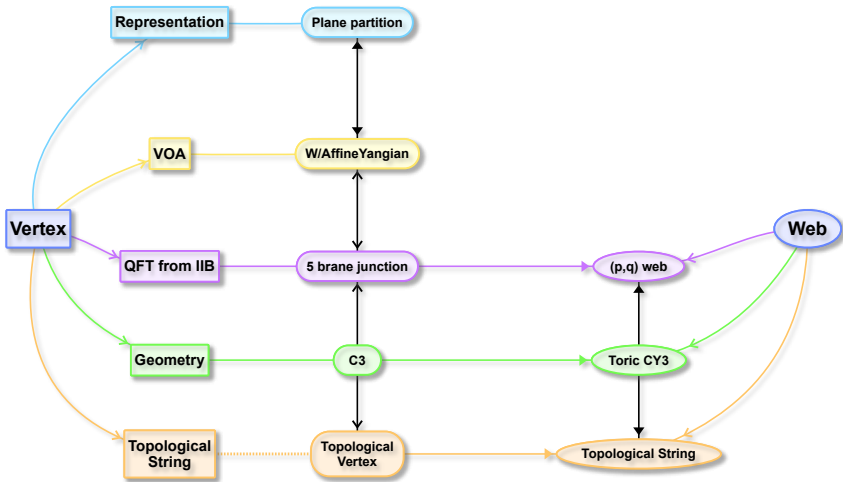 Representation
Plane partition
VOA
W/AffineYangian
Vertex
Web
QFT from IIB
5 brane junction
(p,q) web
Geometry
C3
Toric CY3
Topological
String
Topological
Vertex
Topological String